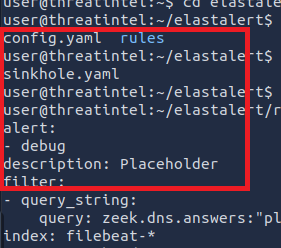 user@threatintel:~$ cd elasta
user@threatintel:~/elastalert$
config.yaml rules
user@threatintel:~/elastalert$
sinkhole.yaml
user@threatintel:~/elastalert$
user@threatintel:~/elastalert/r
alert:
- debug
description: Placeholder
filter:
- query_string:
query: zeek.dns.answers:"pl
index: filebeat-*